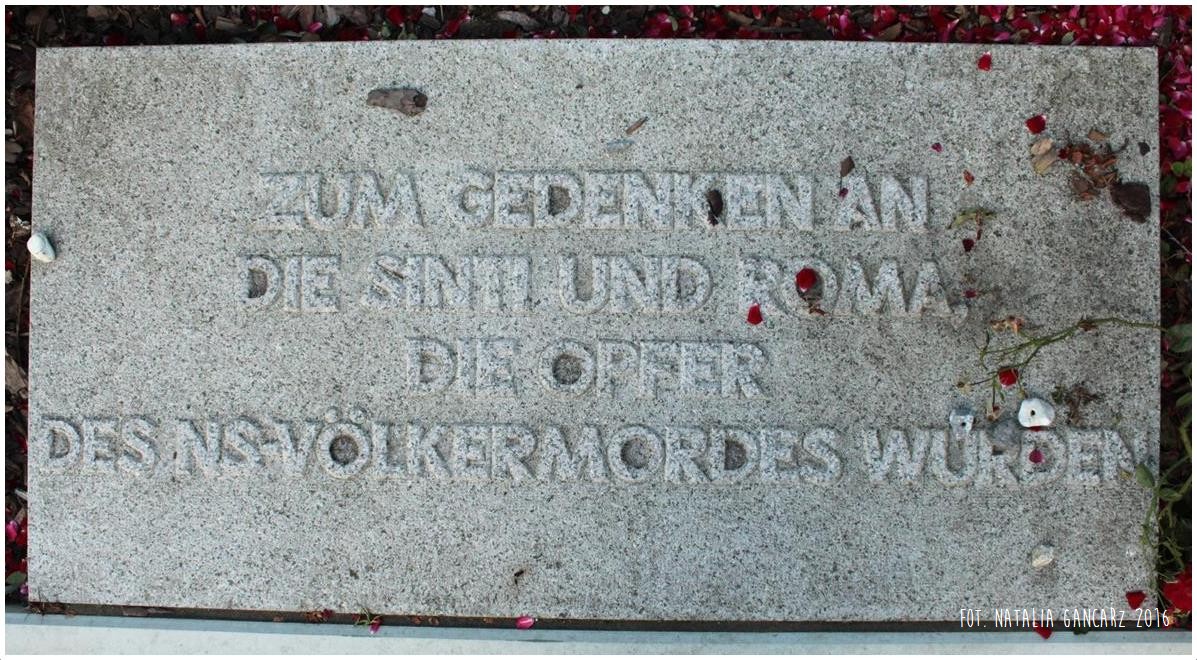 ZUM GEDENKEN AN
DIE SINTI UND ROMA,
DIE OPFER
DES NS-VÖLKERMORDES WURDEN
FOT. NATALIA GANCARZ 2016